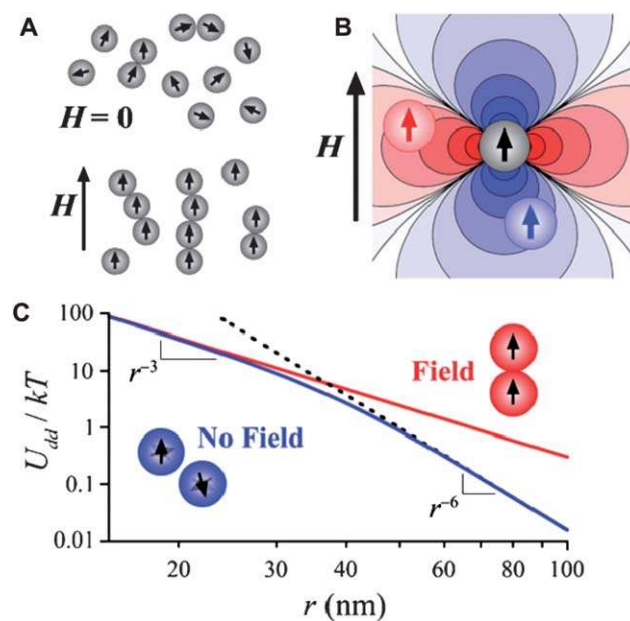 A
H = 0
H
B
H
C
100
10
1
0.1
0.01
U_dd / kT
r⁻³
Field
No Field
r⁻⁶
20
40
60
80
100
r (nm)